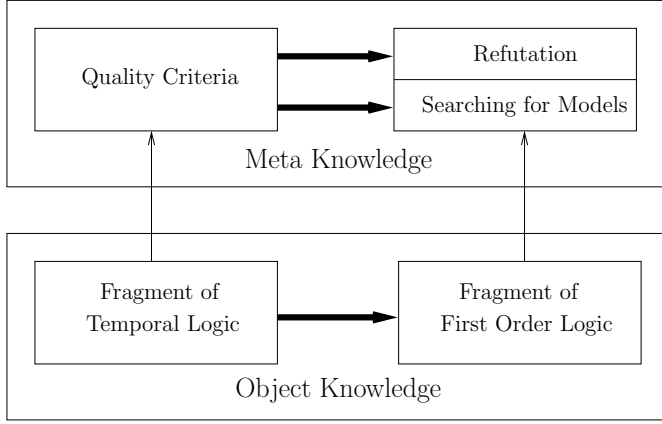 Quality Criteria
Refutation
Searching for Models
Meta Knowledge
Fragment of
Temporal Logic
Fragment of
First Order Logic
Object Knowledge